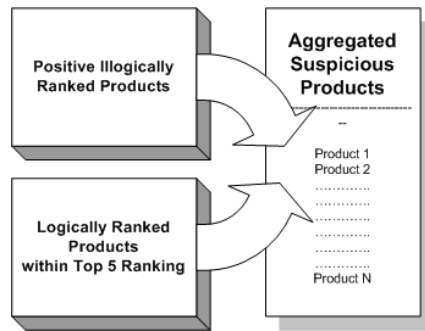 Positive Illogically
Ranked Products
Logically Ranked
Products
within Top 5 Ranking
Aggregated
Suspicious
Products
--
Product 1
Product 2
..............
..............
..............
..............
..............
..............
Product N